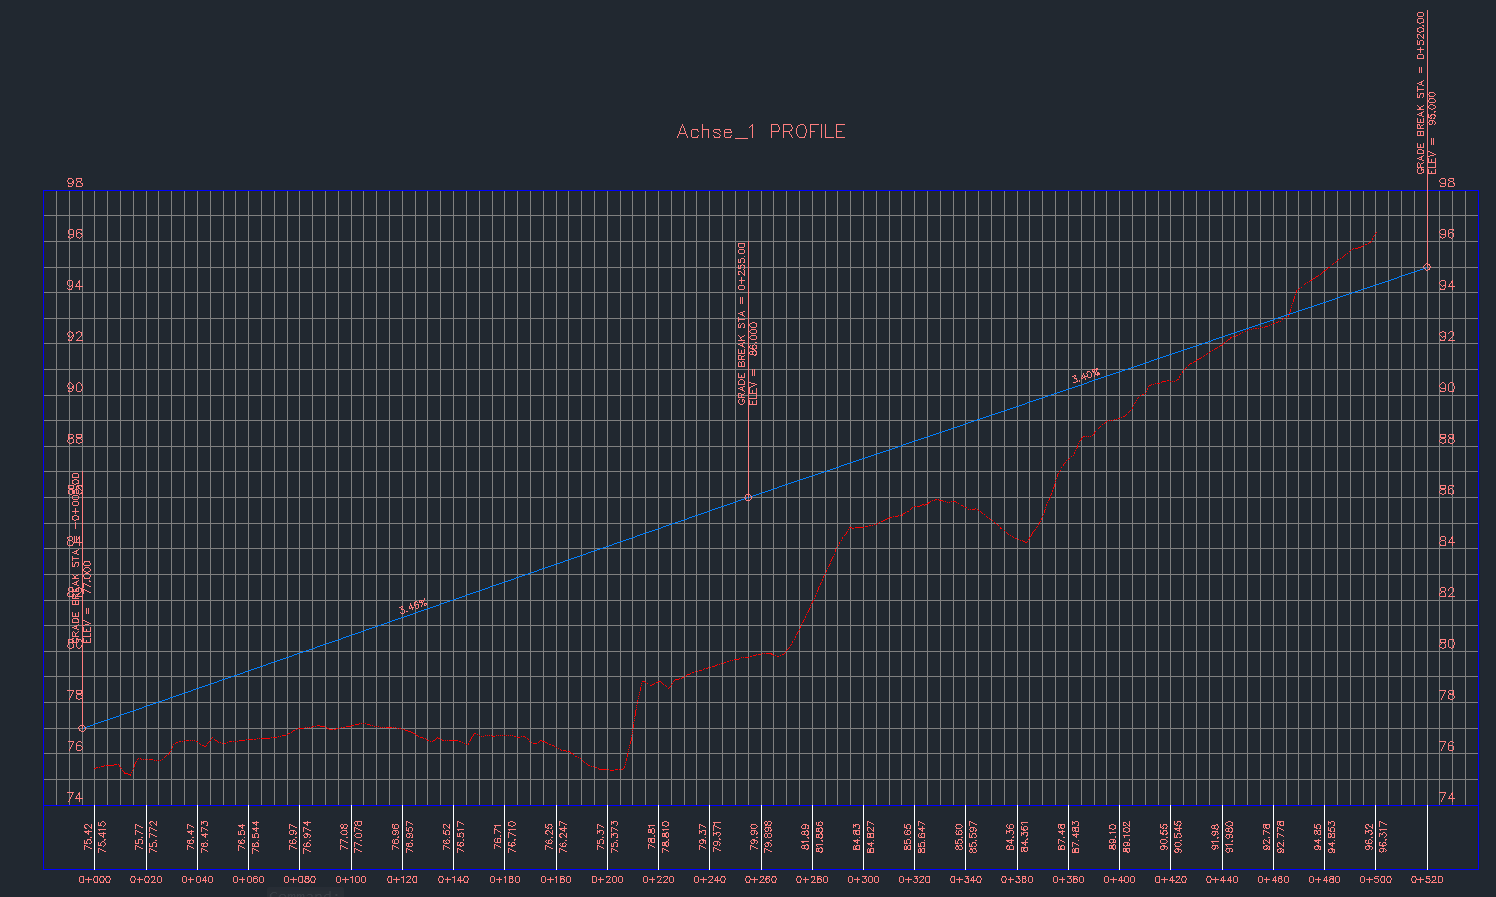 GRADE BREAK STA = 0+520.00
ELEV = 95.000
Achse_1 PROFILE
98
98
96
96
GRADE BREAK STA = 0+255.00
ELEV = 86.000
94
94
92
92
90
90
3.40%
88
88
86
GRADE BREAK STA =
ELEV = 77.000
84
82
3.46%
80
80
78
78
76
76
74
74
75.42 75.77 76.47 76.54 76.97 77.08 76.96 76.52 76.71 76.25 75.37 78.81 79.37 79.90 81.89 84.83 85.65 85.60 84.36 87.48 89.10 90.55 91.98 92.78 94.85 96.32
75.415 75.772 76.473 76.544 76.974 77.078 76.957 76.517 76.710 76.247 75.373 78.810 79.371 79.898 81.886 84.827 85.647 85.597 84.361 87.483 89.102 90.545 91.980 92.778 94.853 96.317
0+000 0+020 0+040 0+060 0+080 0+100 0+120 0+140 0+160 0+180 0+200 0+220 0+240 0+260 0+280 0+300 0+320 0+340 0+360 0+380 0+400 0+420 0+440 0+460 0+480 0+500 0+520